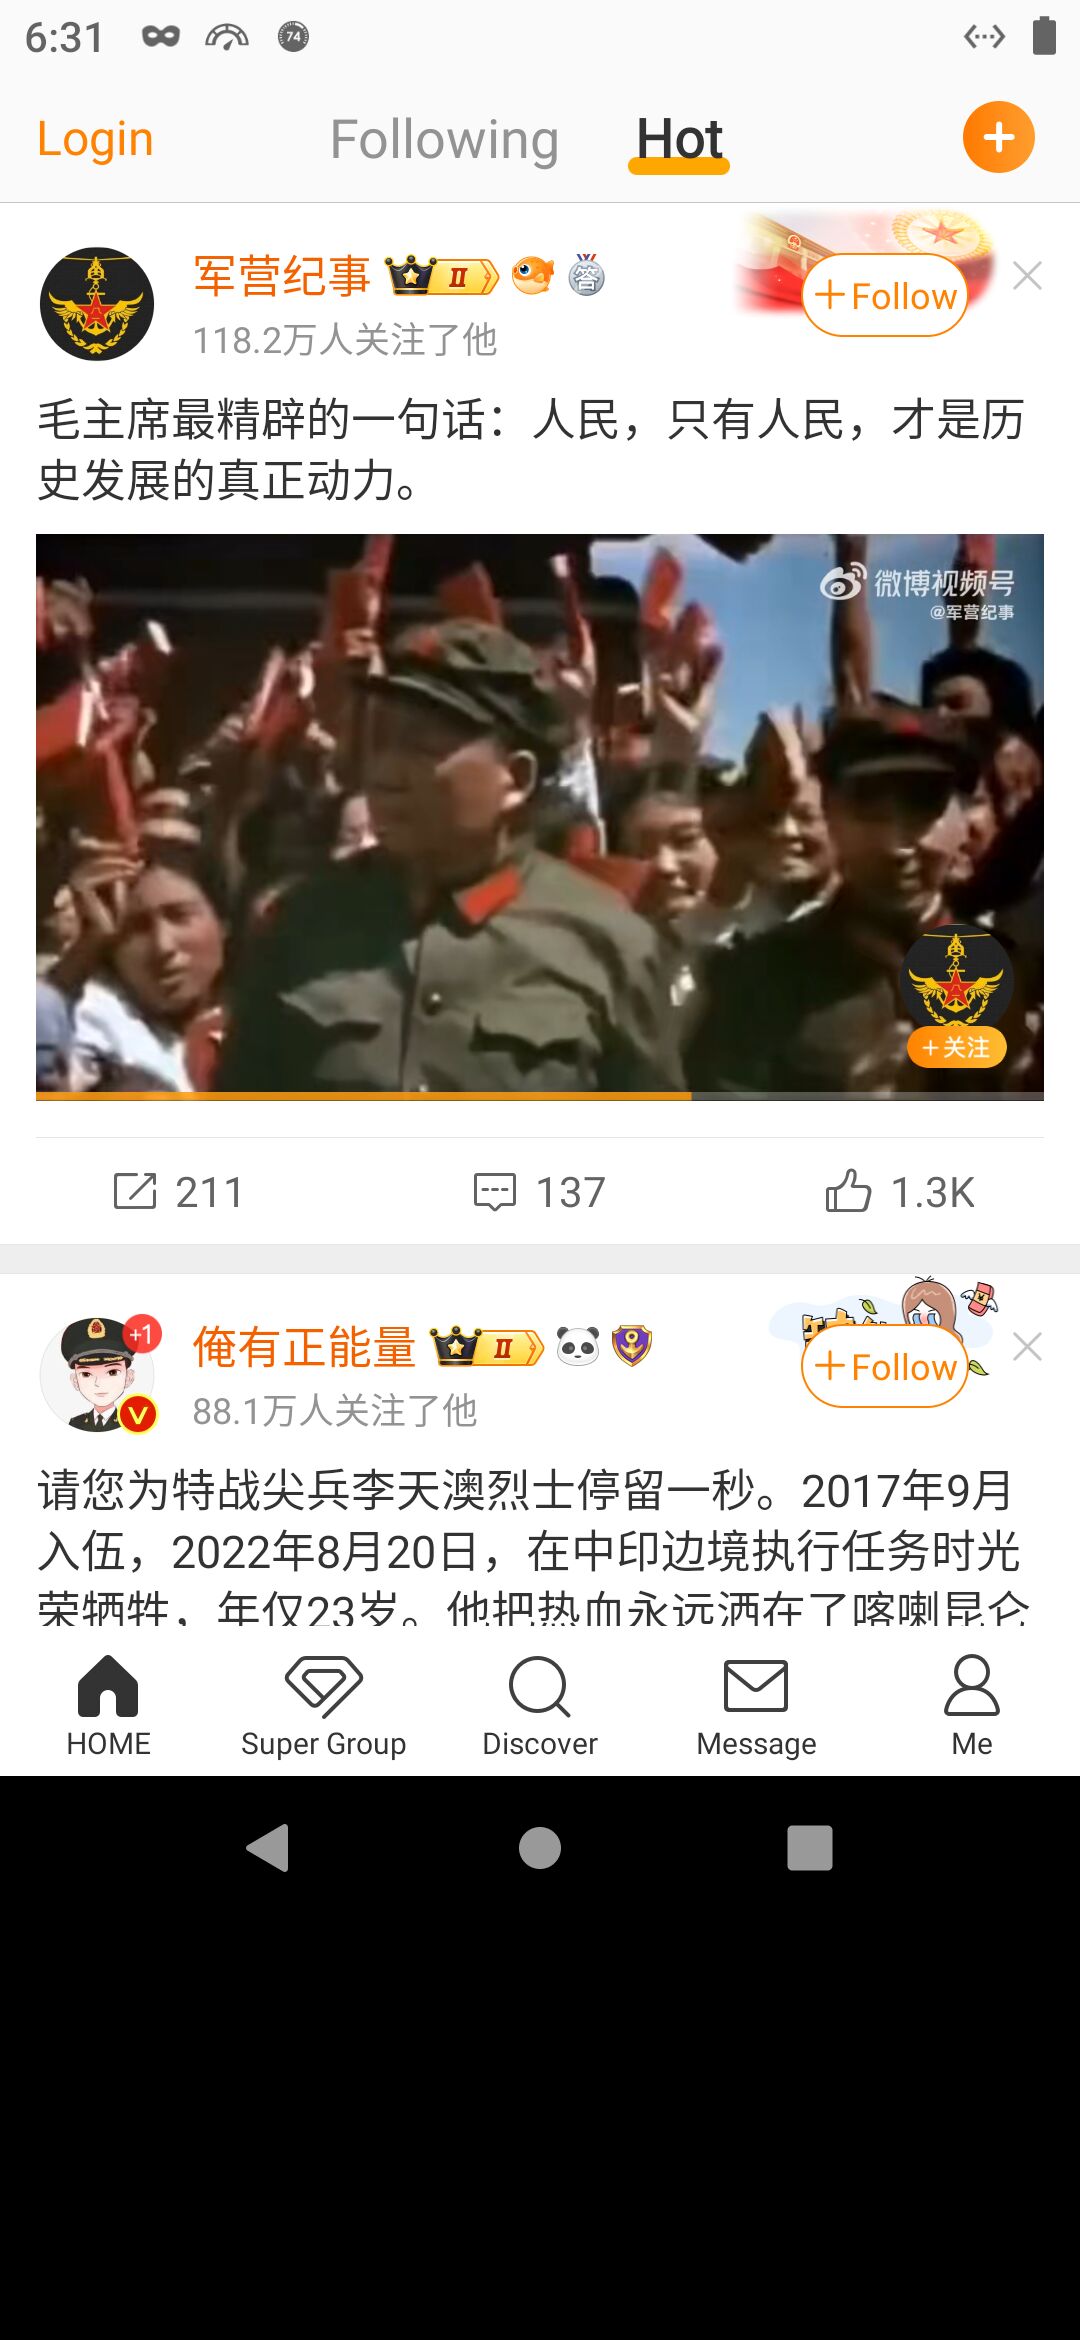 6:31
74
Login
Following
Hot
军营纪事
II
答
+Follow
118.2万人关注了他
毛主席最精辟的一句话：人民，只有人民，才是历
史发展的真正动力。
微博视频号
@军营纪事
+关注
211
137
1.3K
+1
俺有正能量
II
+Follow
V
88.1万人关注了他
请您为特战尖兵李天澳烈士停留一秒。2017年9月
入伍，2022年8月20日，在中印边境执行任务时光
荣牺牲，年仅23岁。他把热血永远洒在了喀喇昆仑
HOME
Super Group
Discover
Message
Me